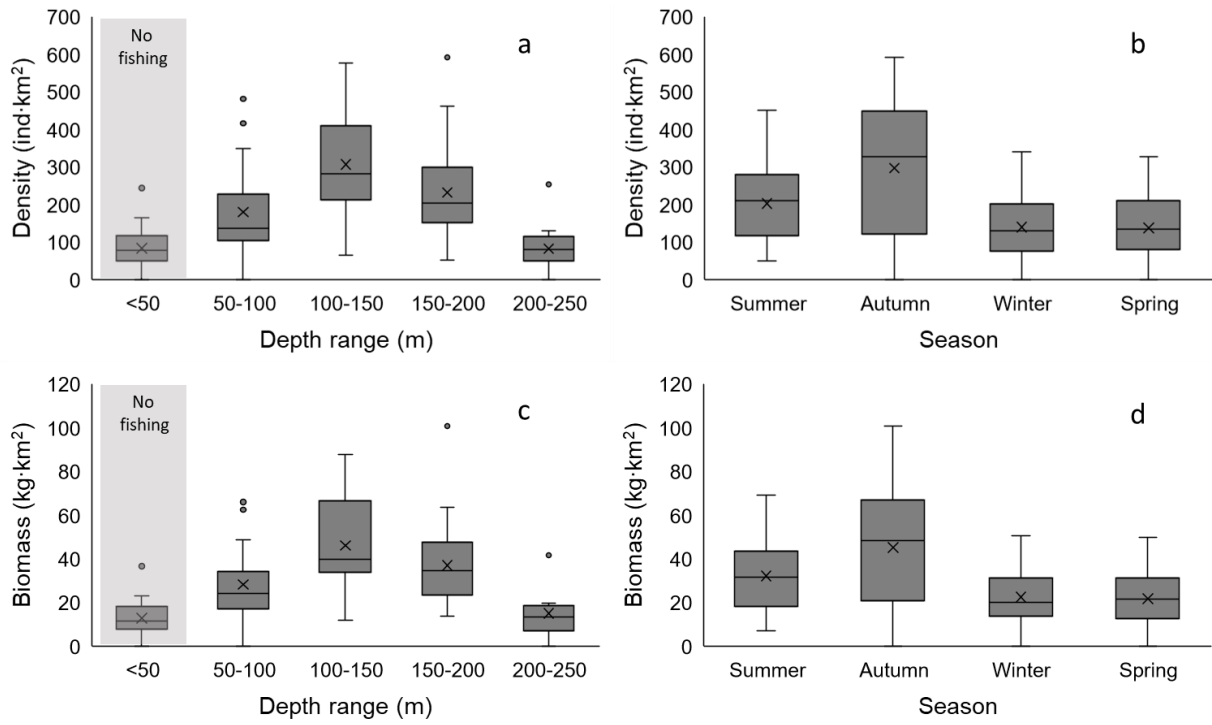 a
No
fishing
Density (ind·km²)
700
600
500
400
300
200
100
0
<50
50-100
100-150
150-200
200-250
Depth range (m)
b
Density (ind·km²)
700
600
500
400
300
200
100
0
Summer
Autumn
Winter
Spring
Season
c
No
fishing
Biomass (kg·km²)
120
100
80
60
40
20
0
<50
50-100
100-150
150-200
200-250
Depth range (m)
d
Biomass (kg·km²)
120
100
80
60
40
20
0
Summer
Autumn
Winter
Spring
Season